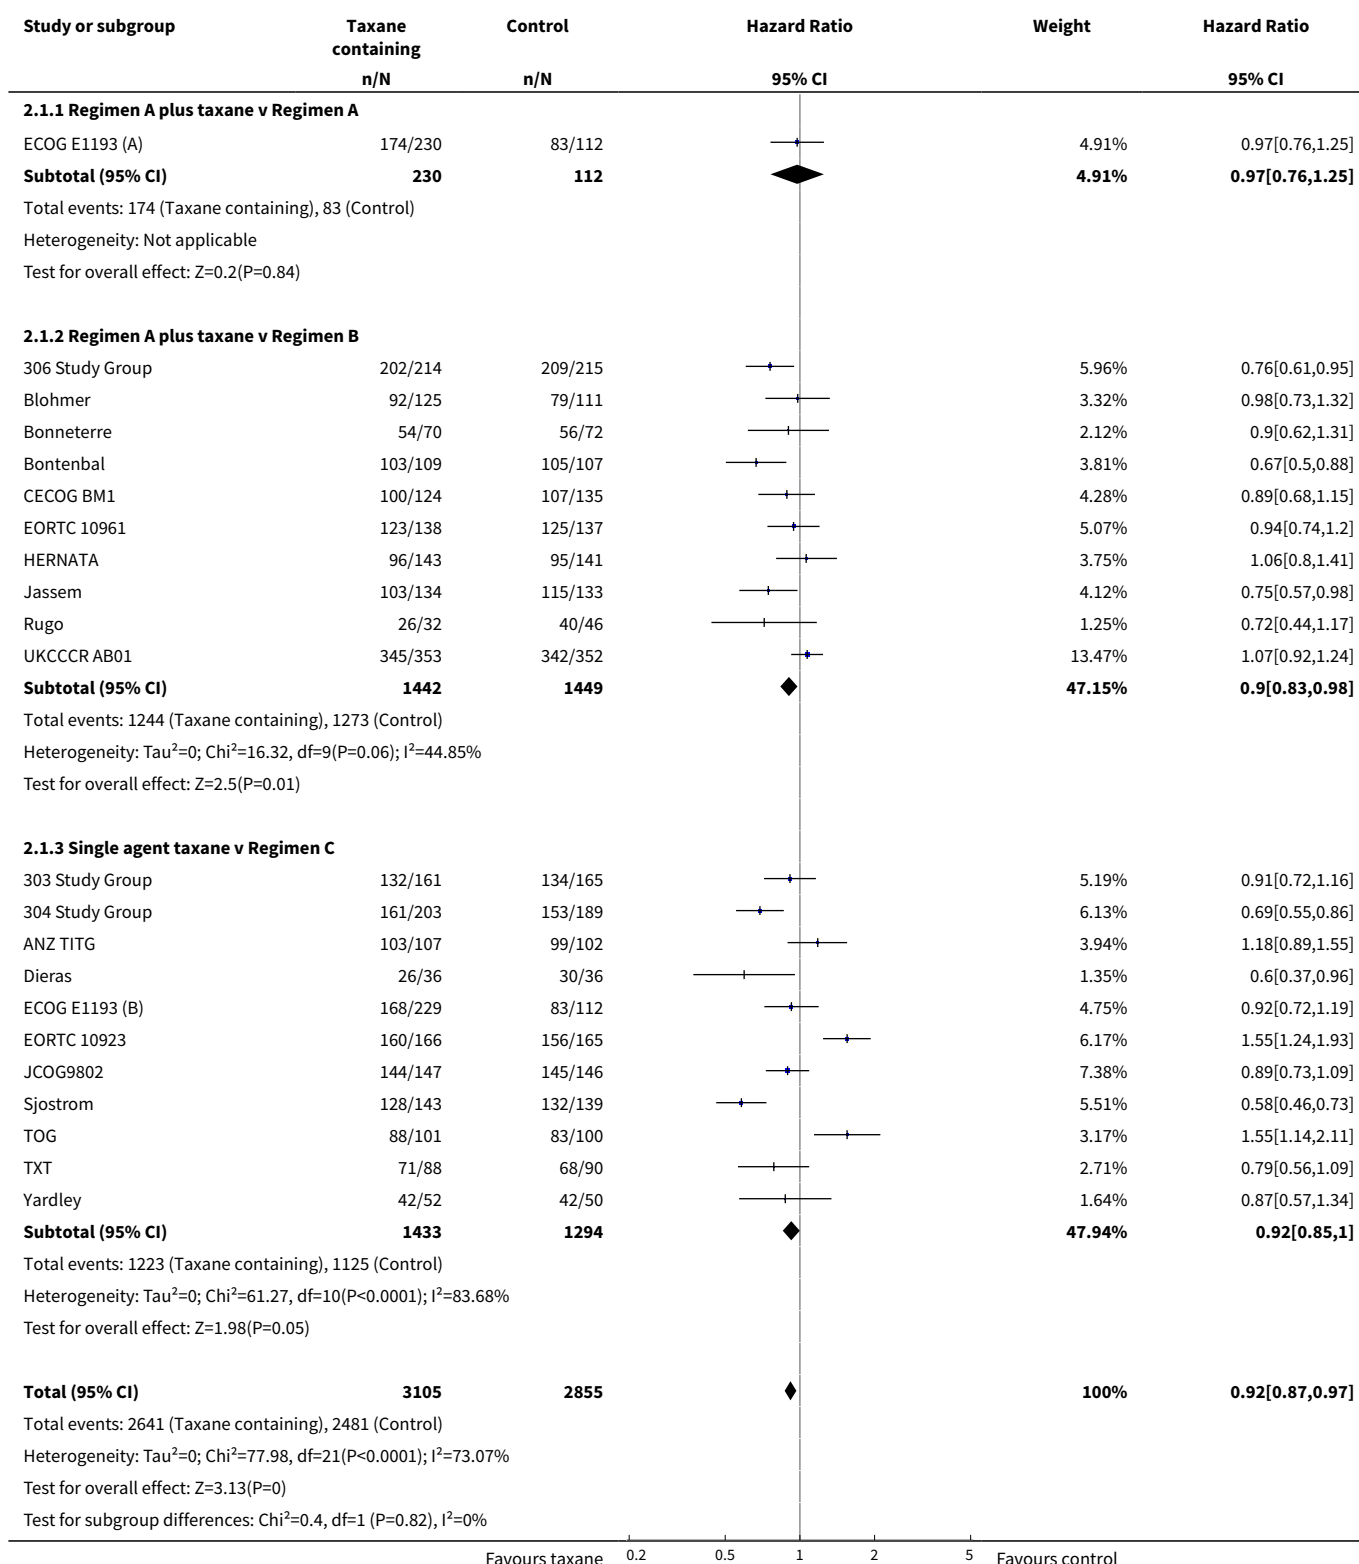 Study or subgroup Taxane containing Control Hazard Ratio Weight Hazard Ratio
n/N n/N 95% CI 95% CI
2.1.1 Regimen A plus taxane v Regimen A
ECOG E1193 (A) 174/230 83/112 4.91% 0.97[0.76,1.25]
Subtotal (95% CI) 230 112 4.91% 0.97[0.76,1.25]
Total events: 174 (Taxane containing), 83 (Control)
Heterogeneity: Not applicable
Test for overall effect: Z=0.2(P=0.84)
2.1.2 Regimen A plus taxane v Regimen B
306 Study Group 202/214 209/215 5.96% 0.76[0.61,0.95]
Blohmer 92/125 79/111 3.32% 0.98[0.73,1.32]
Bonneterre 54/70 56/72 2.12% 0.9[0.62,1.31]
Bontenbal 103/109 105/107 3.81% 0.67[0.5,0.88]
CECOG BM1 100/124 107/135 4.28% 0.89[0.68,1.15]
EORTC 10961 123/138 125/137 5.07% 0.94[0.74,1.2]
HERNATA 96/143 95/141 3.75% 1.06[0.8,1.41]
Jassem 103/134 115/133 4.12% 0.75[0.57,0.98]
Rugo 26/32 40/46 1.25% 0.72[0.44,1.17]
UKCCCR AB01 345/353 342/352 13.47% 1.07[0.92,1.24]
Subtotal (95% CI) 1442 1449 47.15% 0.9[0.83,0.98]
Total events: 1244 (Taxane containing), 1273 (Control)
Heterogeneity: Tau²=0; Chi²=16.32, df=9(P=0.06); I²=44.85%
Test for overall effect: Z=2.5(P=0.01)
2.1.3 Single agent taxane v Regimen C
303 Study Group 132/161 134/165 5.19% 0.91[0.72,1.16]
304 Study Group 161/203 153/189 6.13% 0.69[0.55,0.86]
ANZ TITG 103/107 99/102 3.94% 1.18[0.89,1.55]
Dieras 26/36 30/36 1.35% 0.6[0.37,0.96]
ECOG E1193 (B) 168/229 83/112 4.75% 0.92[0.72,1.19]
EORTC 10923 160/166 156/165 6.17% 1.55[1.24,1.93]
JCOG9802 144/147 145/146 7.38% 0.89[0.73,1.09]
Sjostrom 128/143 132/139 5.51% 0.58[0.46,0.73]
TOG 88/101 83/100 3.17% 1.55[1.14,2.11]
TXT 71/88 68/90 2.71% 0.79[0.56,1.09]
Yardley 42/52 42/50 1.64% 0.87[0.57,1.34]
Subtotal (95% CI) 1433 1294 47.94% 0.92[0.85,1]
Total events: 1223 (Taxane containing), 1125 (Control)
Heterogeneity: Tau²=0; Chi²=61.27, df=10(P<0.0001); I²=83.68%
Test for overall effect: Z=1.98(P=0.05)
Total (95% CI) 3105 2855 100% 0.92[0.87,0.97]
Total events: 2641 (Taxane containing), 2481 (Control)
Heterogeneity: Tau²=0; Chi²=77.98, df=21(P<0.0001); I²=73.07%
Test for overall effect: Z=3.13(P=0)
Test for subgroup differences: Chi²=0.4, df=1 (P=0.82), I²=0%
Favours taxane 0.2 0.5 1 2 5 Favours control